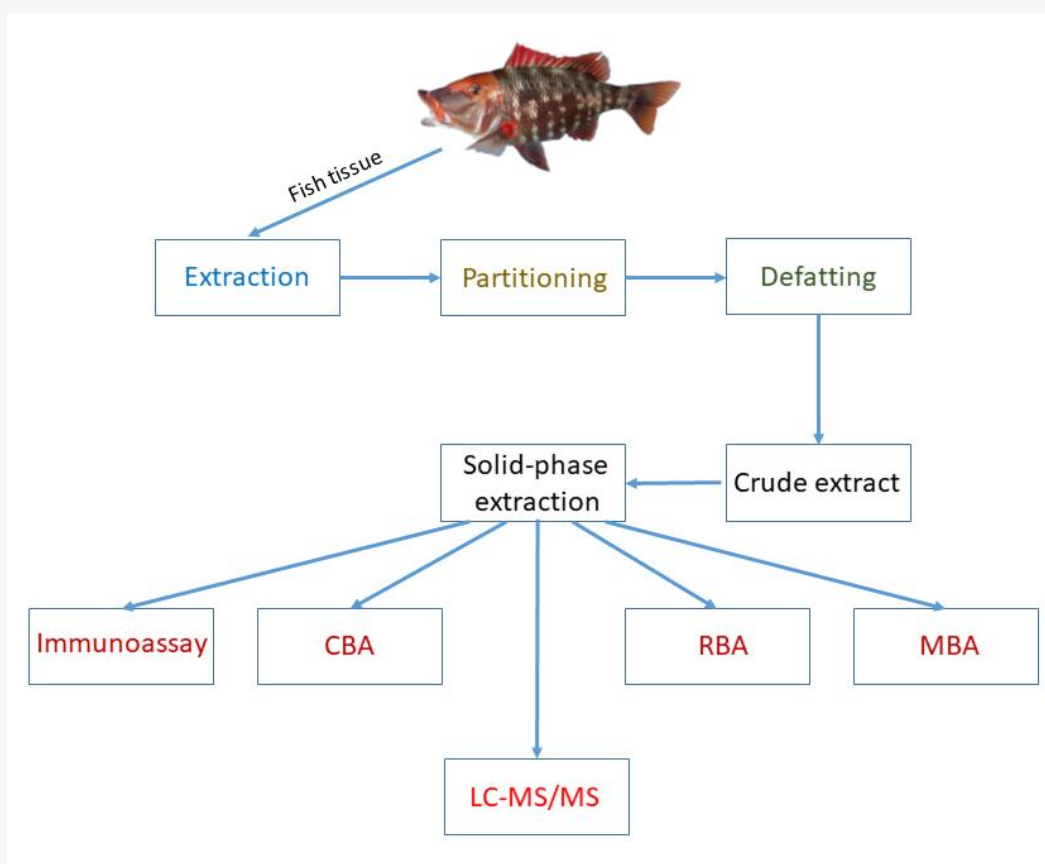 Fish tissue
Extraction
Partitioning
Defatting
Solid-phase
extraction
Crude extract
Immunoassay
CBA
RBA
MBA
LC-MS/MS